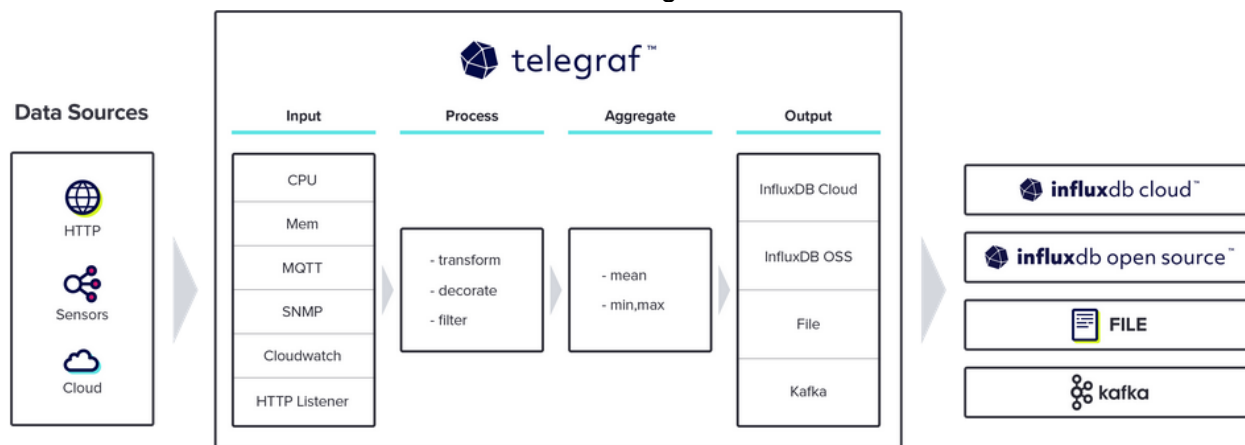 telegraf™
Data Sources
HTTP
Sensors
Cloud
Input
CPU
Mem
MQTT
SNMP
Cloudwatch
HTTP Listener
Process
- transform
- decorate
- filter
Aggregate
- mean
- min,max
Output
InfluxDB Cloud
InfluxDB OSS
File
Kafka
influxdb cloud™
influxdb open source™
FILE
kafka